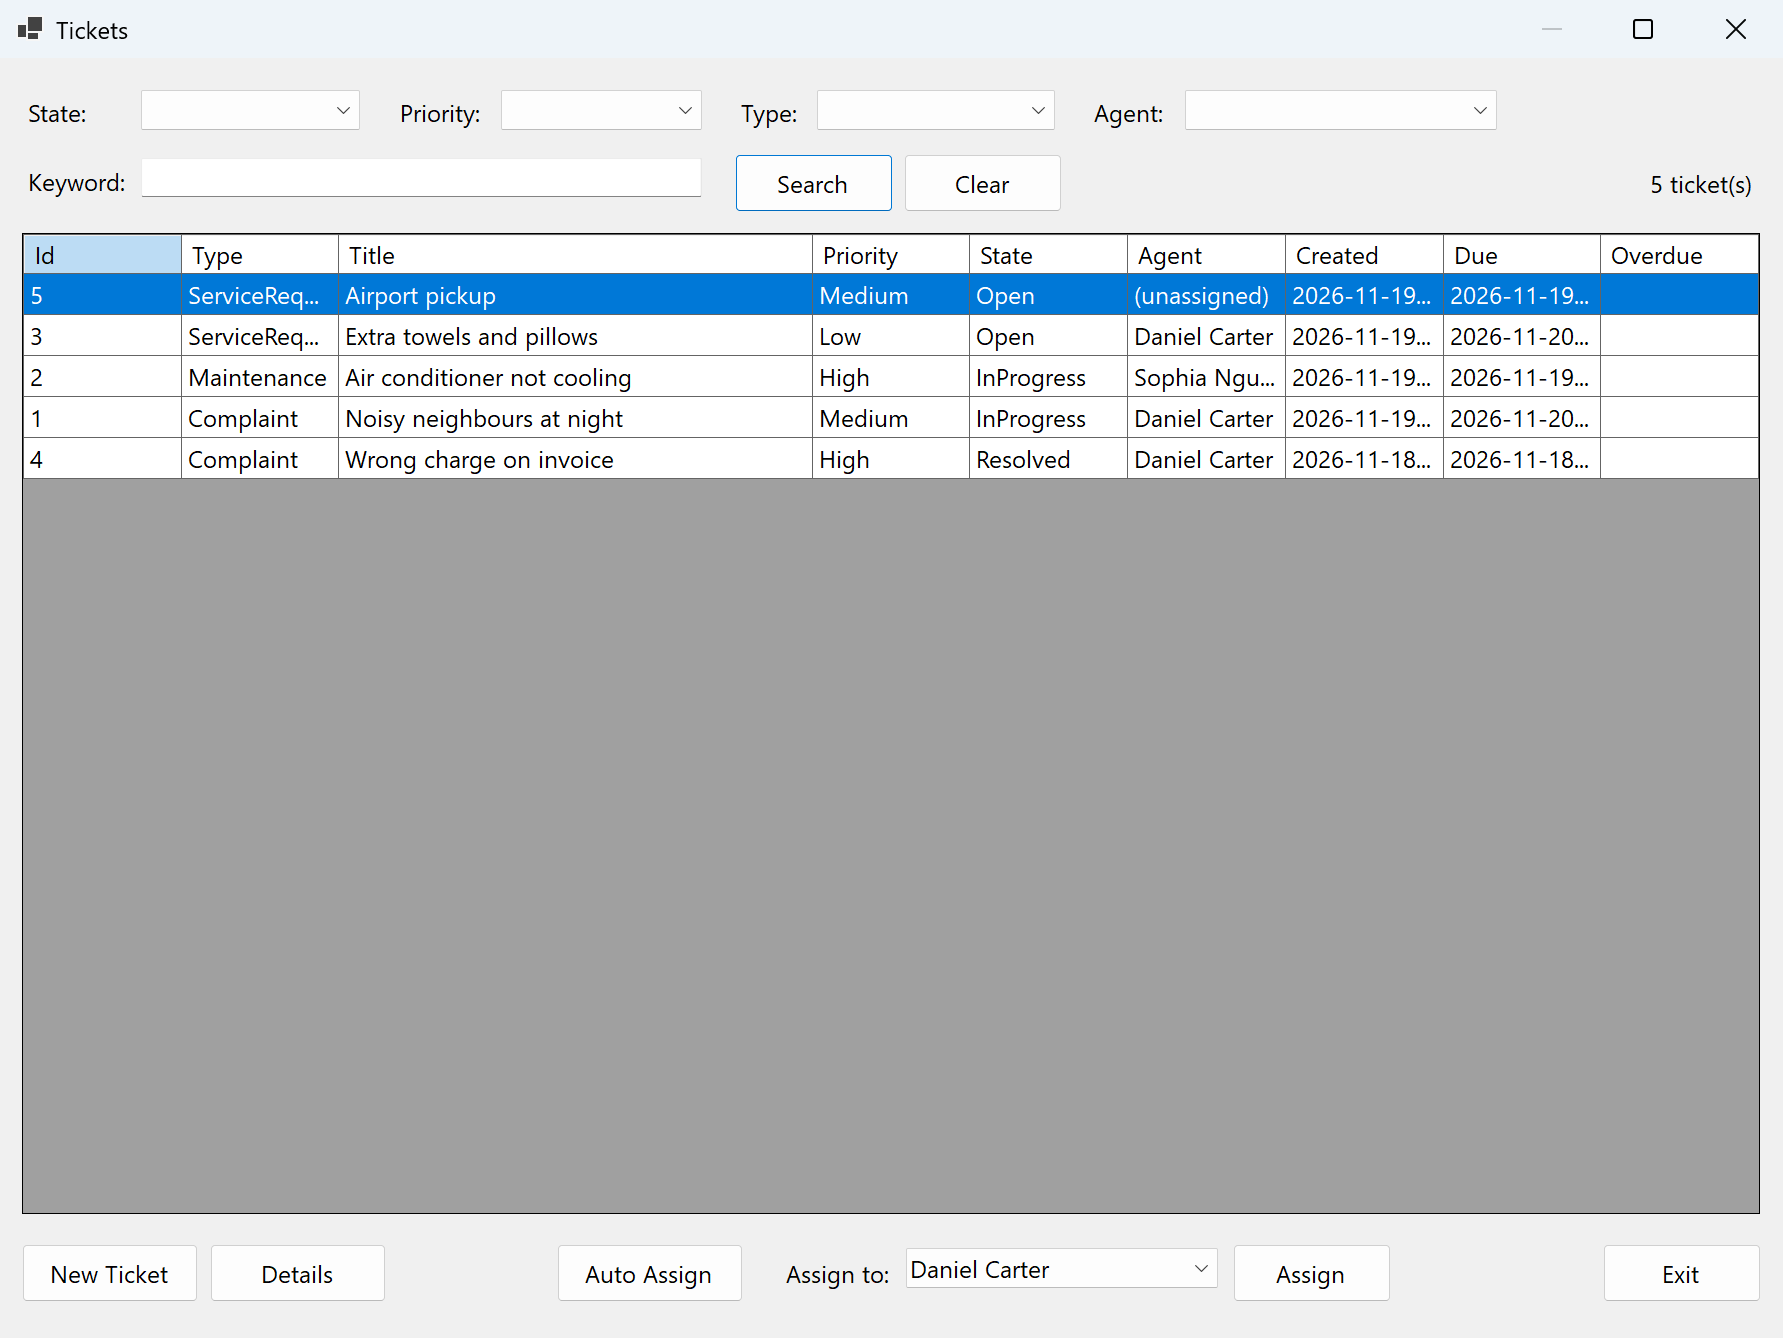 Tickets
State: Priority: Type: Agent:
Keyword: Search Clear 5 ticket(s)
Id Type Title Priority State Agent Created Due Overdue
5 ServiceReq... Airport pickup Medium Open (unassigned) 2026-11-19... 2026-11-19...
3 ServiceReq... Extra towels and pillows Low Open Daniel Carter 2026-11-19... 2026-11-20...
2 Maintenance Air conditioner not cooling High InProgress Sophia Ngu... 2026-11-19... 2026-11-19...
1 Complaint Noisy neighbours at night Medium InProgress Daniel Carter 2026-11-19... 2026-11-20...
4 Complaint Wrong charge on invoice High Resolved Daniel Carter 2026-11-18... 2026-11-18...
New Ticket Details Auto Assign Assign to: Daniel Carter Assign Exit